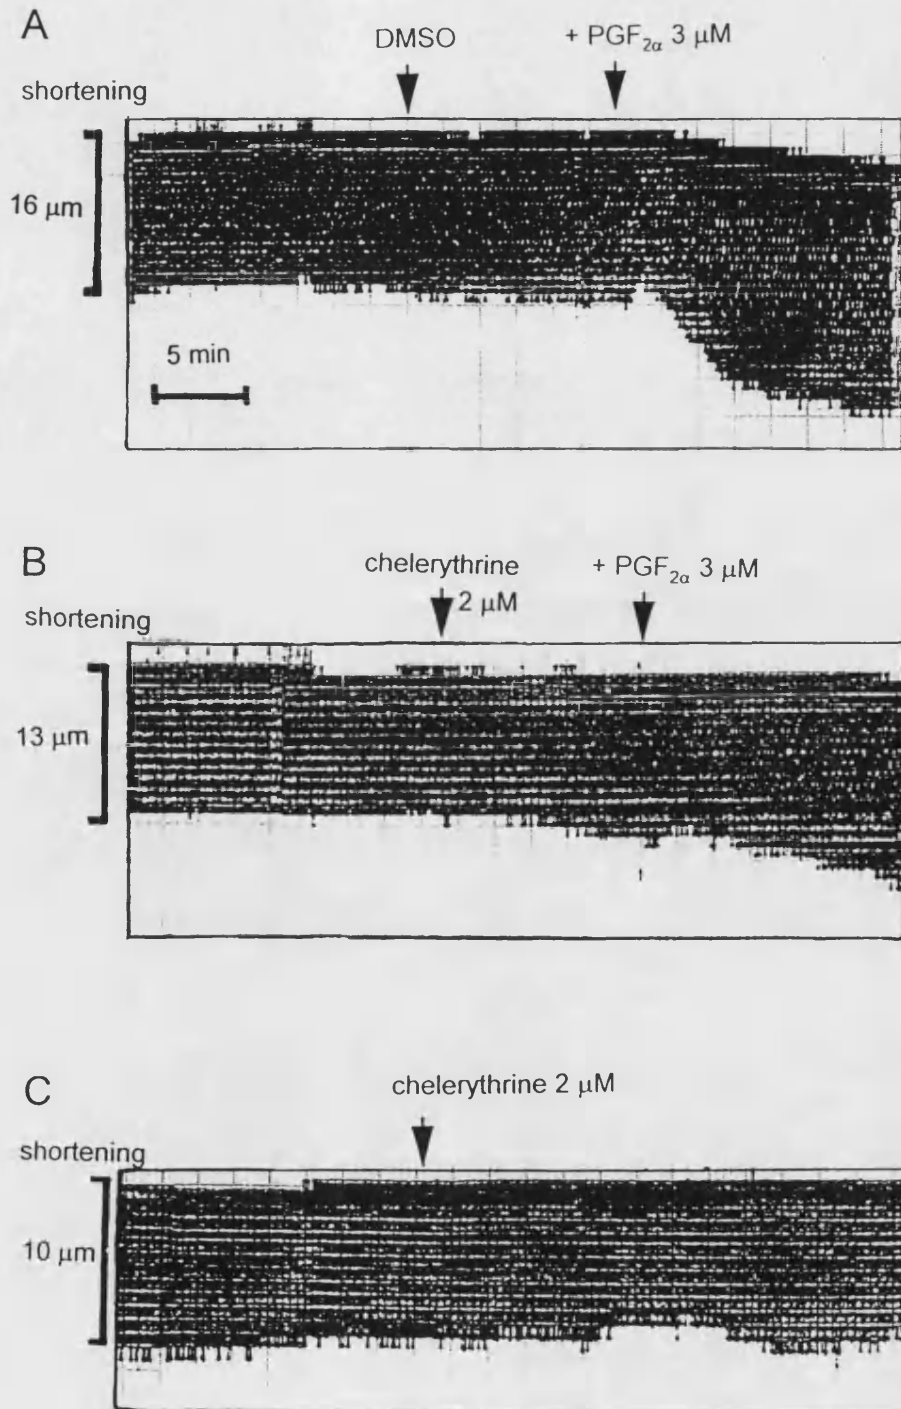 A
DMSO
+ PGF2α 3 μM
shortening
16 μm
5 min
B
chelerythrine
2 μM
+ PGF2α 3 μM
shortening
13 μm
C
chelerythrine 2 μM
shortening
10 μm